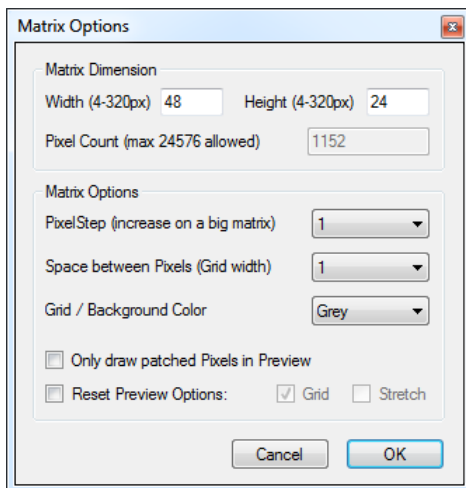 Matrix Options
Matrix Dimension
Width (4-320px) 48 Height (4-320px) 24
Pixel Count (max 24576 allowed) 1152
Matrix Options
PixelStep (increase on a big matrix) 1
Space between Pixels (Grid width) 1
Grid / Background Color Grey
Only draw patched Pixels in Preview
Reset Preview Options: Grid Stretch
Cancel OK